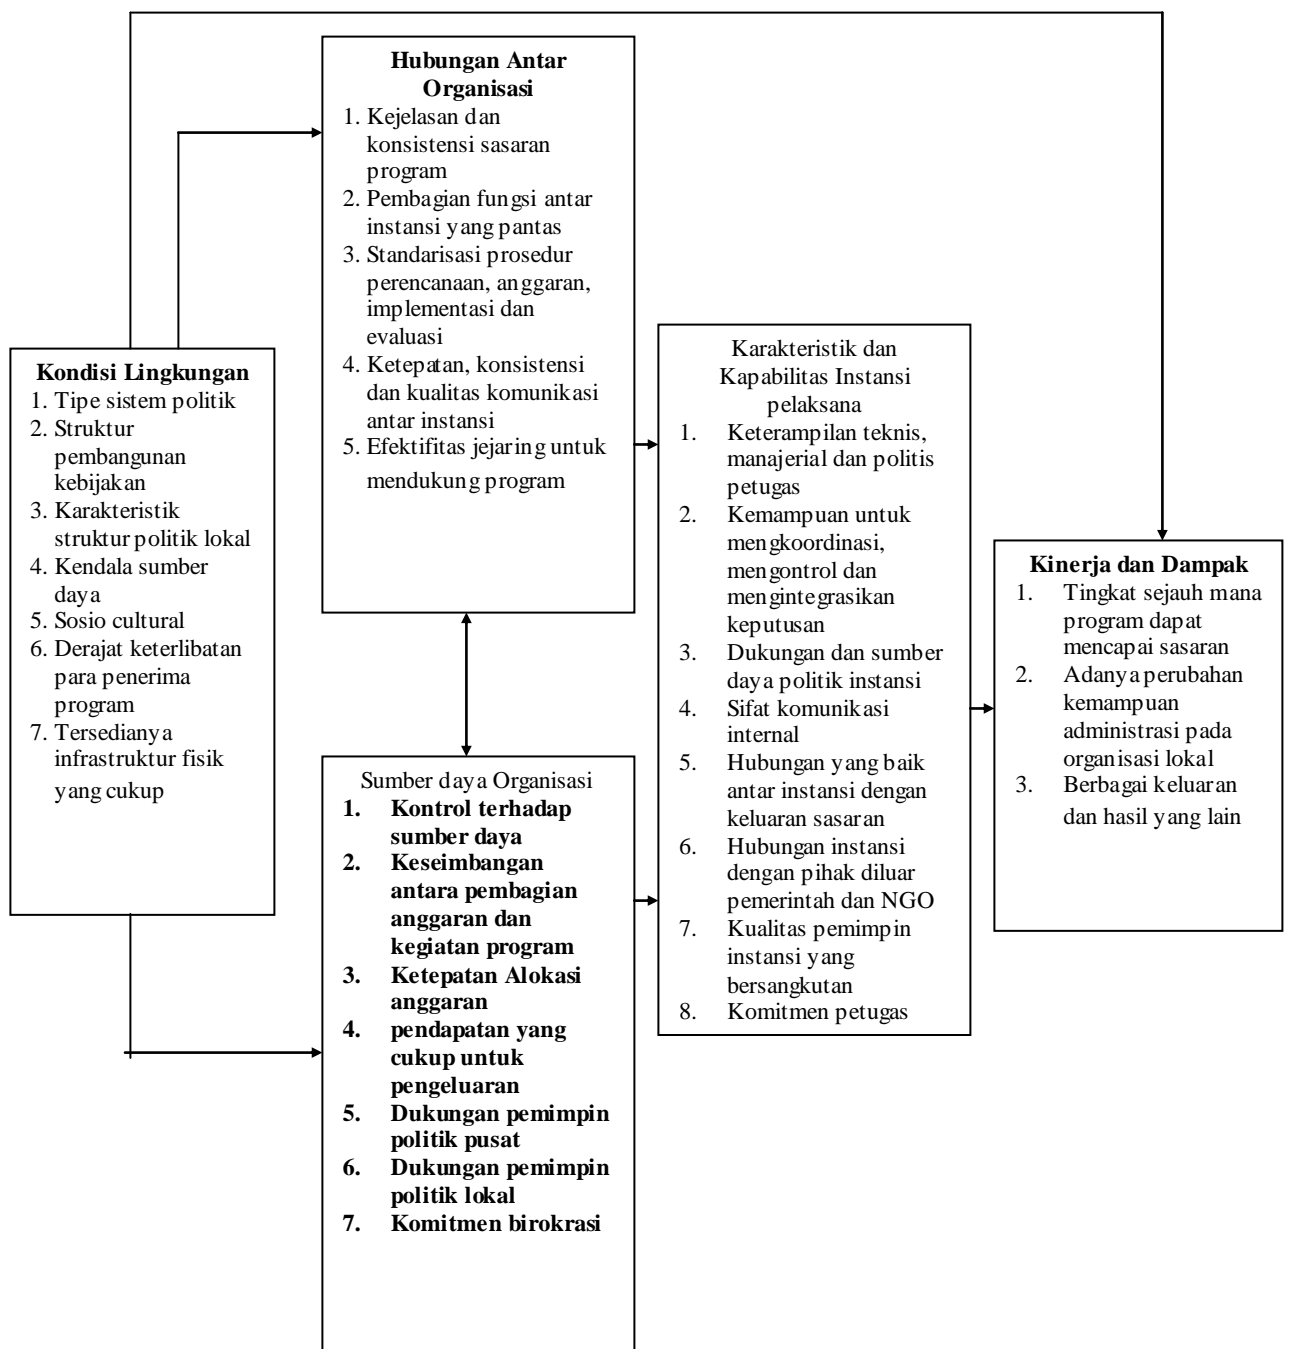 Hubungan Antar
Organisasi
1. Kejelasan dan
konsistensi sasaran
program
2. Pembagian fungsi antar
instansi yang pantas
3. Standarisasi prosedur
perencanaan, anggaran,
implementasi dan
evaluasi
4. Ketepatan, konsistensi
dan kualitas komunikasi
antar instansi
5. Efektifitas jejaring untuk
mendukung program
Kondisi Lingkungan
1. Tipe sistem politik
2. Struktur
pembangunan
kebijakan
3. Karakteristik
struktur politik lokal
4. Kendala sumber
daya
5. Sosio cultural
6. Derajat keterlibatan
para penerima
program
7. Tersedianya
infrastruktur fisik
yang cukup
Sumber daya Organisasi
1. Kontrol terhadap
sumber daya
2. Keseimbangan
antara pembagian
anggaran dan
kegiatan program
3. Ketepatan Alokasi
anggaran
4. pendapatan yang
cukup untuk
pengeluaran
5. Dukungan pemimpin
politik pusat
6. Dukungan pemimpin
politik lokal
7. Komitmen birokrasi
Karakteristik dan
Kapabilitas Instansi
pelaksana
1. Keterampilan teknis,
manajerial dan politis
petugas
2. Kemampuan untuk
mengkoordinasi,
mengontrol dan
mengintegrasikan
keputusan
3. Dukungan dan sumber
daya politik instansi
4. Sifat komunikasi
internal
5. Hubungan yang baik
antar instansi dengan
keluaran sasaran
6. Hubungan instansi
dengan pihak diluar
pemerintah dan NGO
7. Kualitas pemimpin
instansi yang
bersangkutan
8. Komitmen petugas
Kinerja dan Dampak
1. Tingkat sejauh mana
program dapat
mencapai sasaran
2. Adanya perubahan
kemampuan
administrasi pada
organisasi lokal
3. Berbagai keluaran
dan hasil yang lain